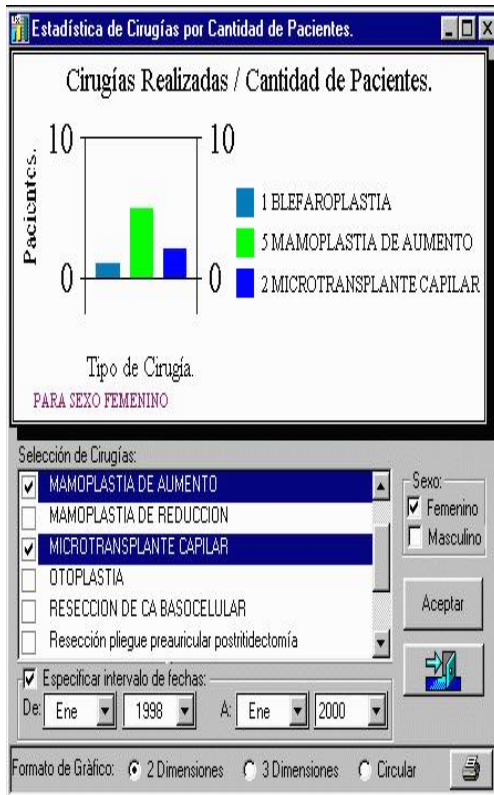 Estadística de Cirugías por Cantidad de Pacientes.
Cirugías Realizadas / Cantidad de Pacientes.
Pacientes.
10
10
0
0
1 BLEFAROPLASTIA
5 MAMOPLASTIA DE AUMENTO
2 MICROTRANSPLANTE CAPILAR
Tipo de Cirugía.
PARA SEXO FEMENINO
Selección de Cirugías:
MAMOPLASTIA DE AUMENTO
MAMOPLASTIA DE REDUCCION
MICROTRANSPLANTE CAPILAR
OTOPLASTIA
RESECCION DE CA BASOCELULAR
Resección pliegue preauricular postritidectomía
Sexo:
Femenino
Masculino
Aceptar
Especificar intervalo de fechas:
De: Ene 1998 A: Ene 2000
Formato de Gráfico: 2 Dimensiones 3 Dimensiones Circular